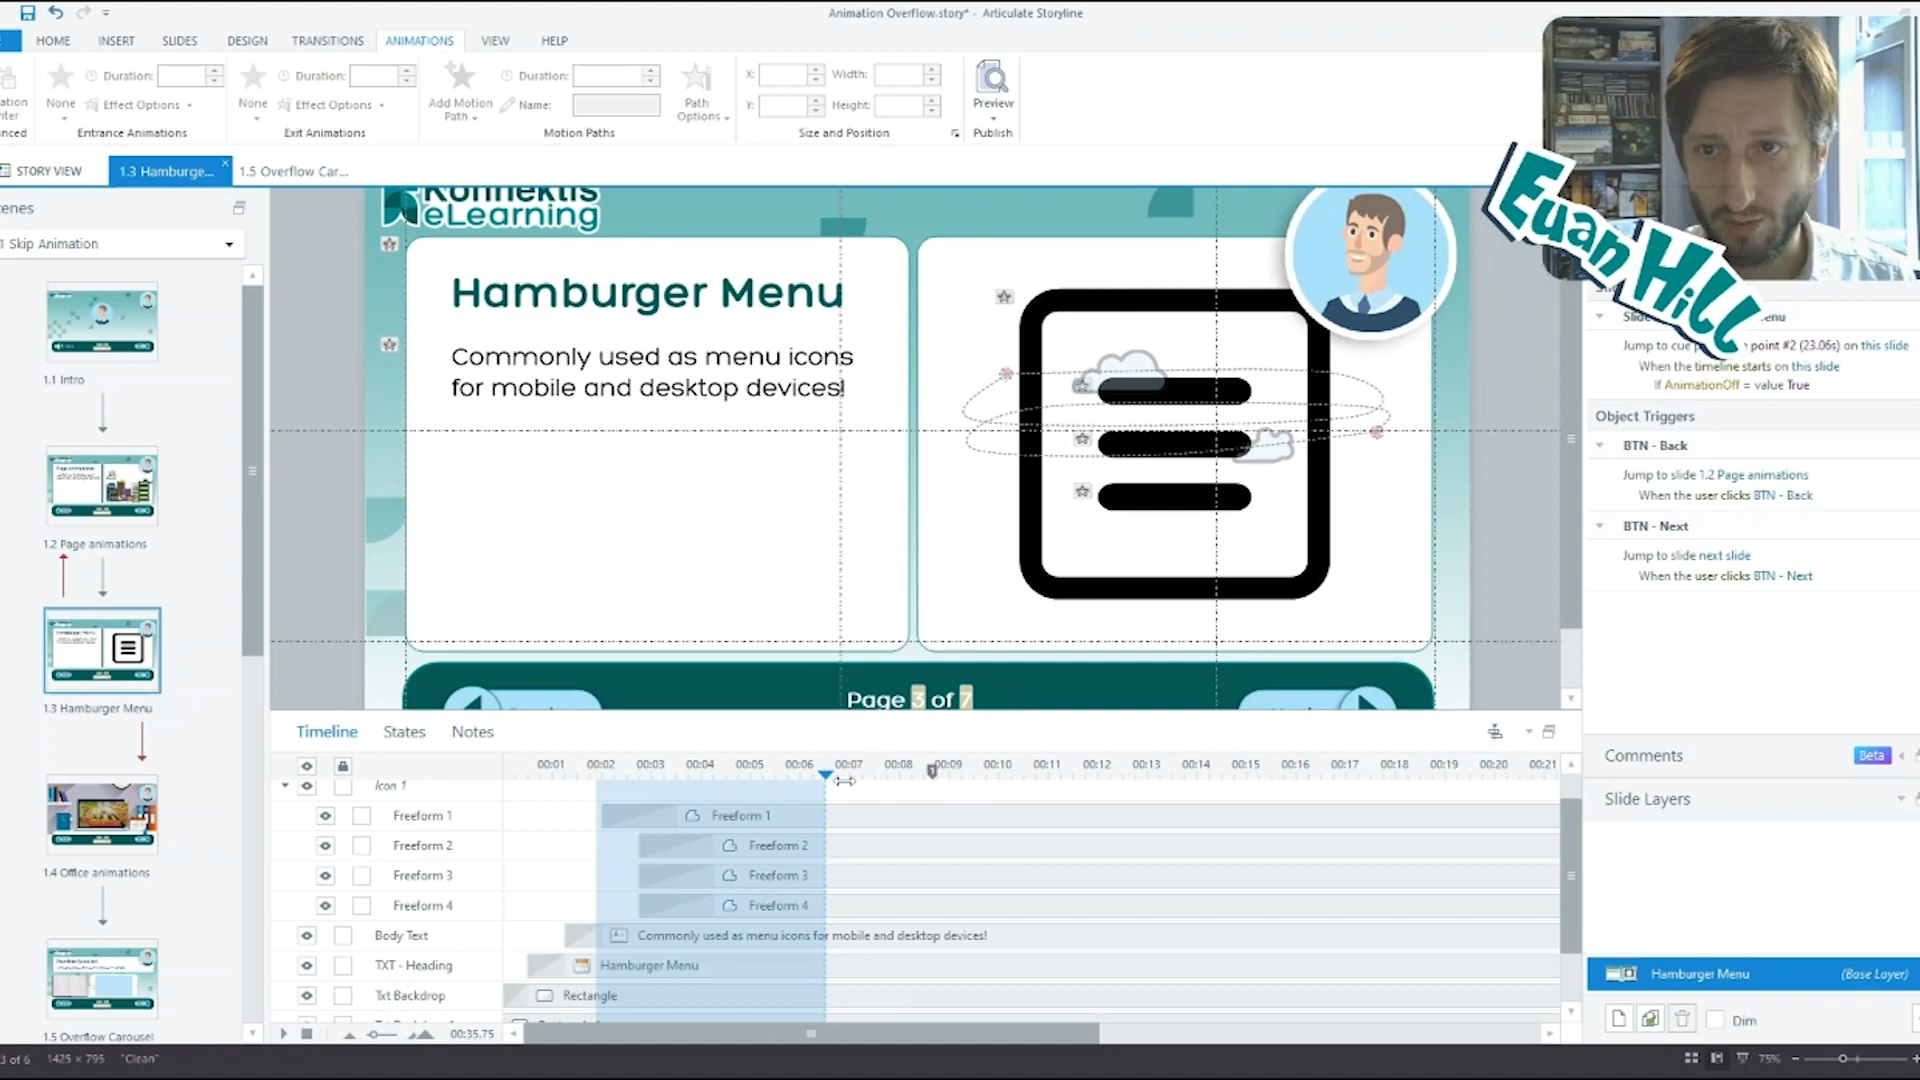 Animation Overflow.story* - Articulate Storyline
HOME INSERT SLIDES DESIGN TRANSITIONS ANIMATIONS VIEW HELP
None Duration: Effect Options Entrance Animations
None Duration: Effect Options Exit Animations
Add Motion Path Duration: Name: Path Options Motion Paths
X: Width: Y: Height: Size and Position
Preview Publish
STORY VIEW 1.3 Hamburge... 1.5 Overflow Car...
enes
1 Skip Animation
1.1 Intro
1.2 Page animations
1.3 Hamburger Menu
1.4 Office animations
1.5 Overflow Carousel
Konnektis
eLearning
Hamburger Menu
Commonly used as menu icons
for mobile and desktop devices!
Page 3 of 7
Euan Hill
Jump to cue point #2 (23.06s) on this slide
When the timeline starts on this slide
If AnimationOff = value True
Object Triggers
BTN - Back
Jump to slide 1.2 Page animations
When the user clicks BTN - Back
BTN - Next
Jump to slide next slide
When the user clicks BTN - Next
Timeline States Notes
00:01 00:02 00:03 00:04 00:05 00:06 00:07 00:08 00:09 00:10 00:11 00:12 00:13 00:14 00:15 00:16 00:17 00:18 00:19 00:20 00:21
Icon 1
Freeform 1 Freeform 1
Freeform 2 Freeform 2
Freeform 3 Freeform 3
Freeform 4 Freeform 4
Body Text Commonly used as menu icons for mobile and desktop devices!
TXT - Heading Hamburger Menu
Txt Backdrop Rectangle
00:35.75
Comments Beta
Slide Layers
Hamburger Menu (Base Layer)
Dim
3 of 6 1425 × 795 "Clean"
75%